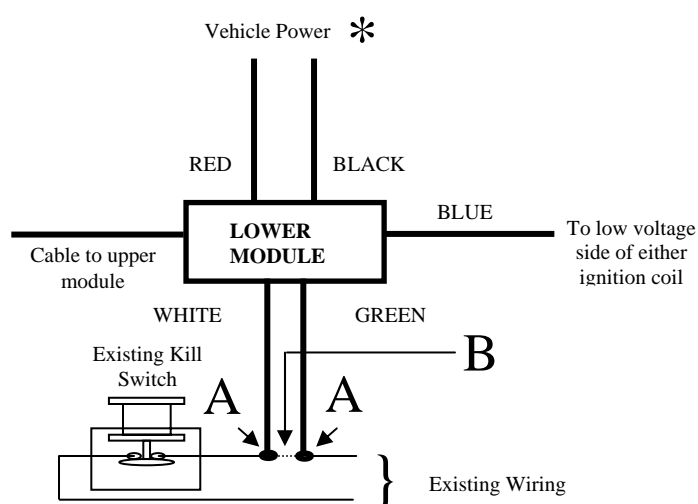 Vehicle Power *
RED
BLACK
BLUE
LOWER
MODULE
Cable to upper
module
To low voltage
side of either
ignition coil
WHITE
GREEN
Existing Kill
Switch
A
A
B
Existing Wiring